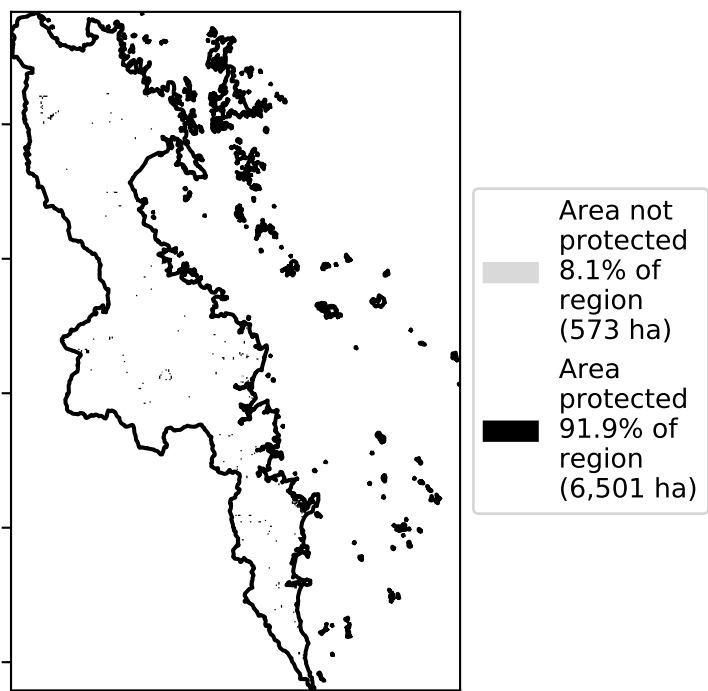 Area not
protected
8.1% of
region
(573 ha)
Area
protected
91.9% of
region
(6,501 ha)